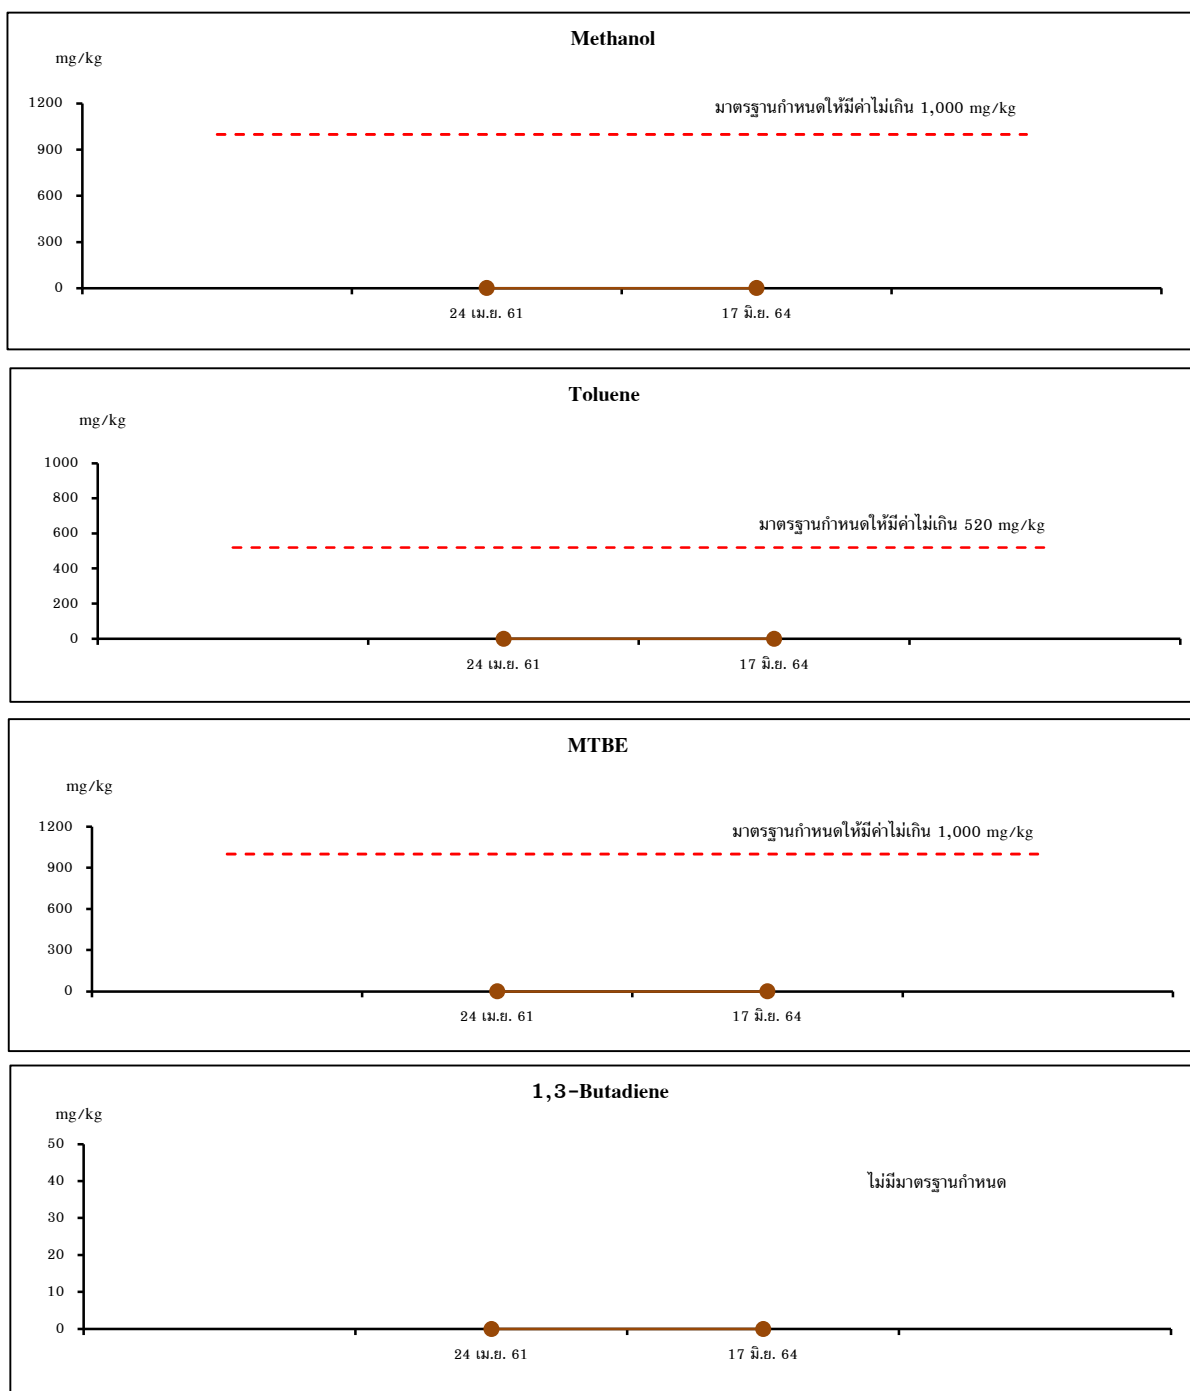 Methanol
mg/kg
1200
มาตรฐานกำหนดให้มีค่าไม่เกิน 1,000 mg/kg
900
600
300
0
24 เม.ย. 61
17 มิ.ย. 64
Toluene
mg/kg
1000
800
มาตรฐานกำหนดให้มีค่าไม่เกิน 520 mg/kg
600
400
200
0
24 เม.ย. 61
17 มิ.ย. 64
MTBE
mg/kg
1200
มาตรฐานกำหนดให้มีค่าไม่เกิน 1,000 mg/kg
900
600
300
0
24 เม.ย. 61
17 มิ.ย. 64
1,3-Butadiene
mg/kg
50
40
ไม่มีมาตรฐานกำหนด
30
20
10
0
24 เม.ย. 61
17 มิ.ย. 64